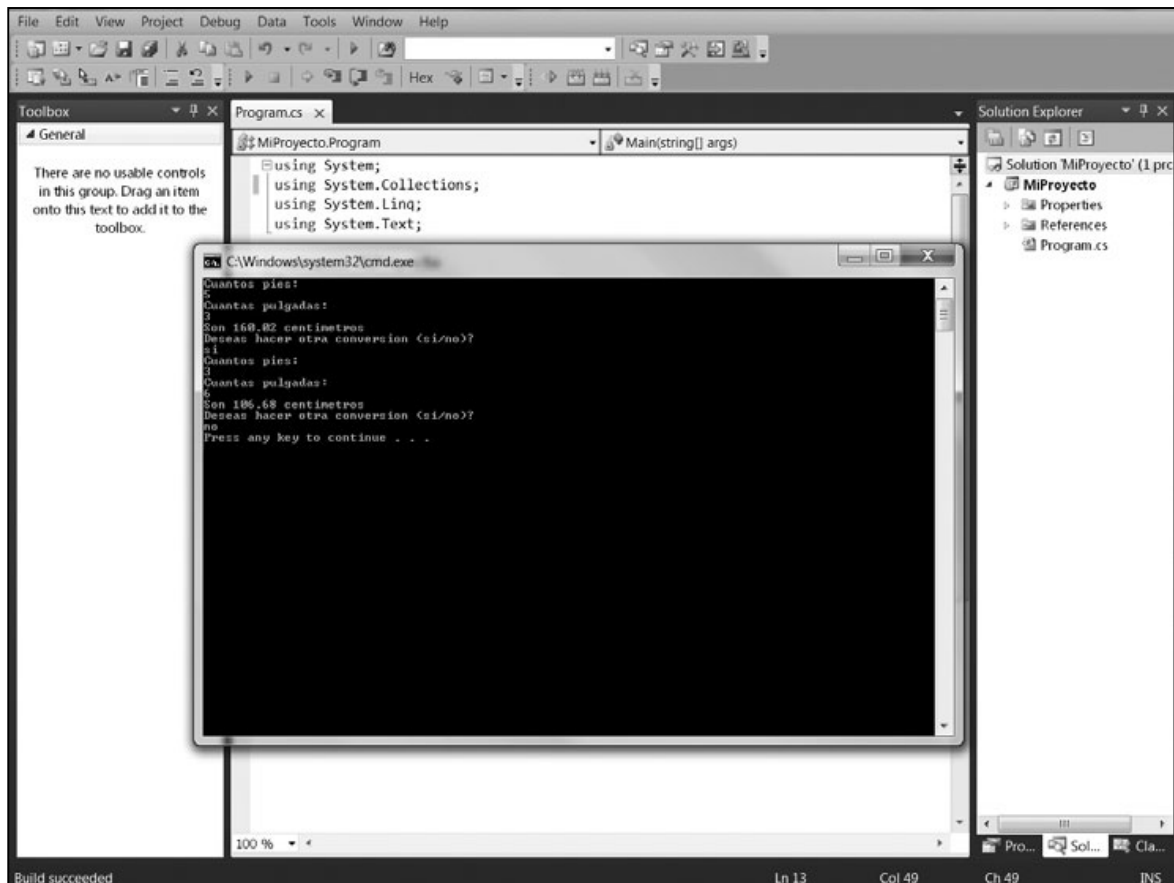 File Edit View Project Debug Data Tools Window Help
Hex
Toolbox
General
There are no usable controls
in this group. Drag an item
onto this text to add it to the
toolbox.
Program.cs
MiProyecto.Program
Main(string[] args)
using System;
using System.Collections;
using System.Linq;
using System.Text;
C:\Windows\system32\cmd.exe
Cuantos pies:
5
Cuantas pulgadas:
3
Son 160.02 centimetros
Deseas hacer otra conversion (si/no)?
si
Cuantos pies:
3
Cuantas pulgadas:
6
Son 106.68 centimetros
Deseas hacer otra conversion (si/no)?
no
Press any key to continue . . .
100 %
Solution Explorer
Solution 'MiProyecto' (1 prc
MiProyecto
Properties
References
Program.cs
Pro... Sol... Cla...
Build succeeded Ln 13 Col 49 Ch 49 INS